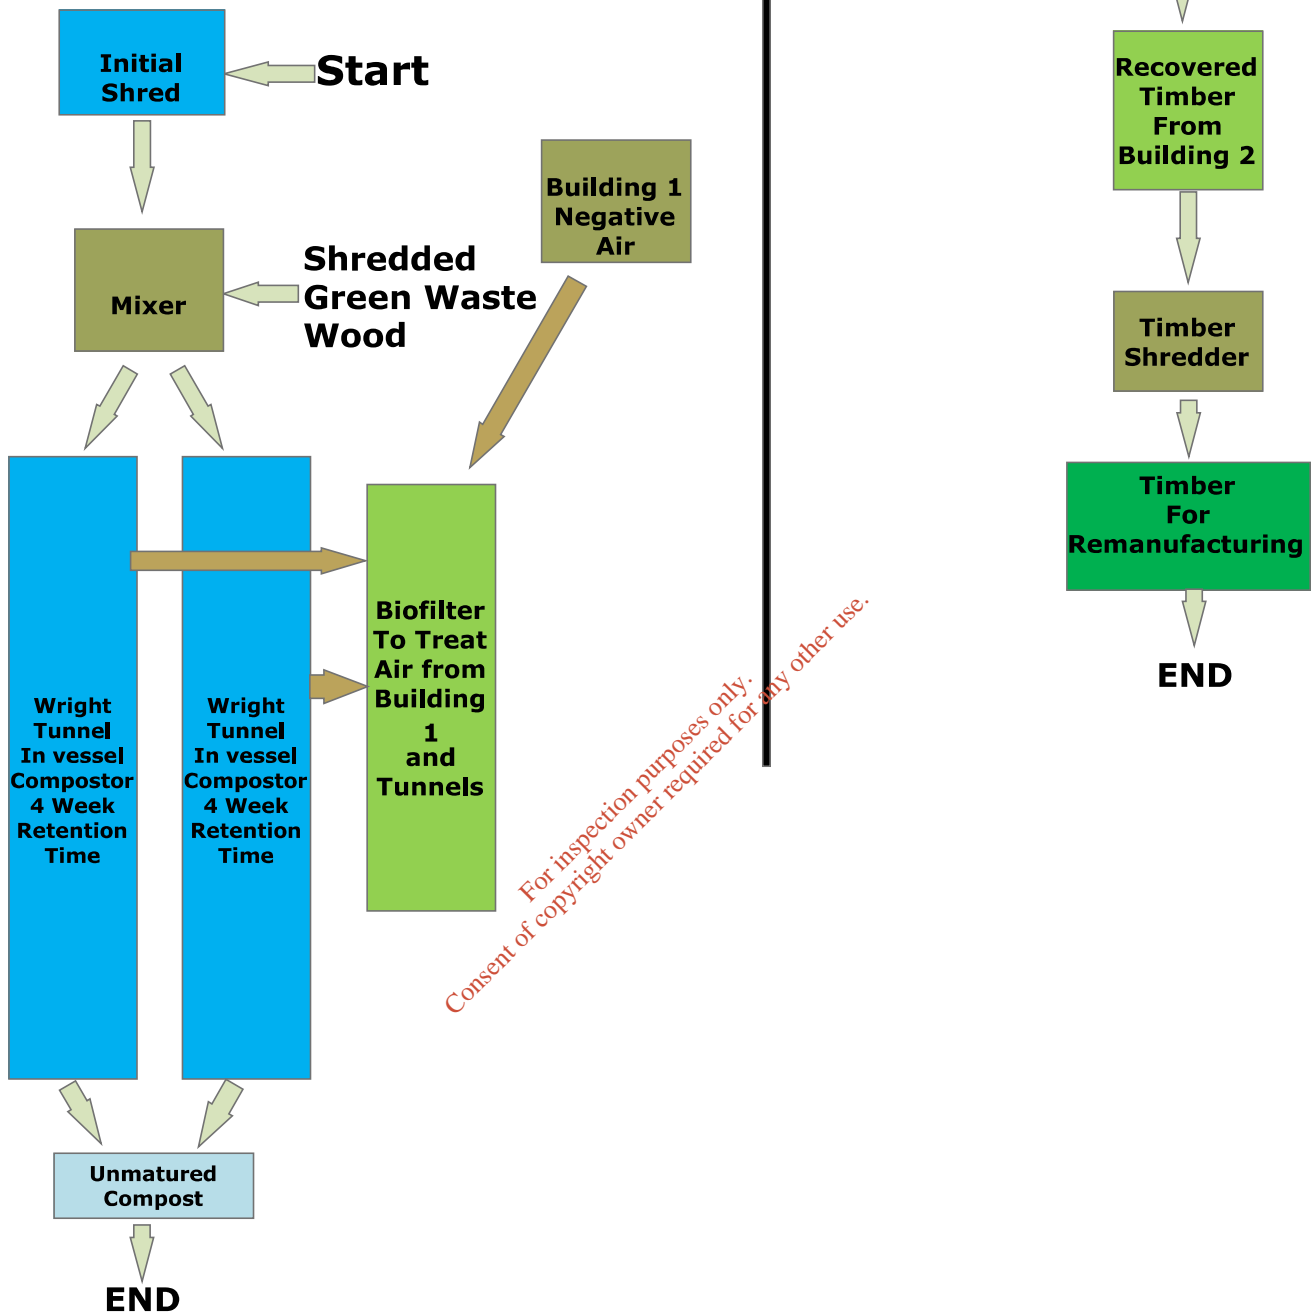 Initial
Shred
Start
Building 1
Negative
Air
Mixer
Shredded
Green Waste
Wood
Wright
Tunnel
In vessel
Compostor
4 Week
Retention
Time
Wright
Tunnel
In vessel
Compostor
4 Week
Retention
Time
Biofilter
To Treat
Air from
Building
1
and
Tunnels
Unmatured
Compost
END
Recovered
Timber
From
Building 2
Timber
Shredder
Timber
For
Remanufacturing
END
For inspection purposes only.
Consent of copyright owner required for any other use.